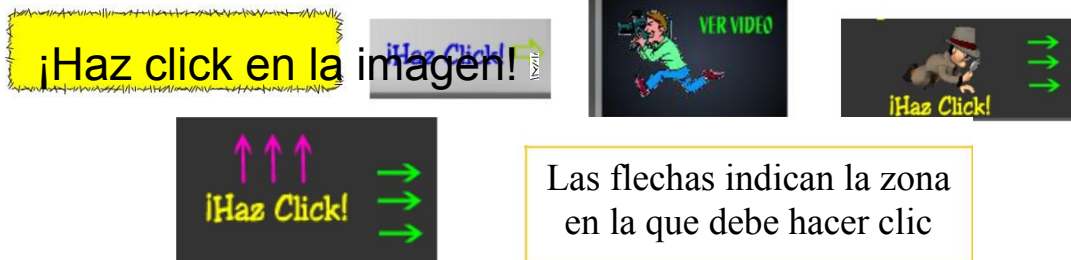 ¡Haz click en la imagen!
¡Haz Click!
VER VIDEO
¡Haz Click!
¡Haz Click!
Las flechas indican la zona
en la que debe hacer clic